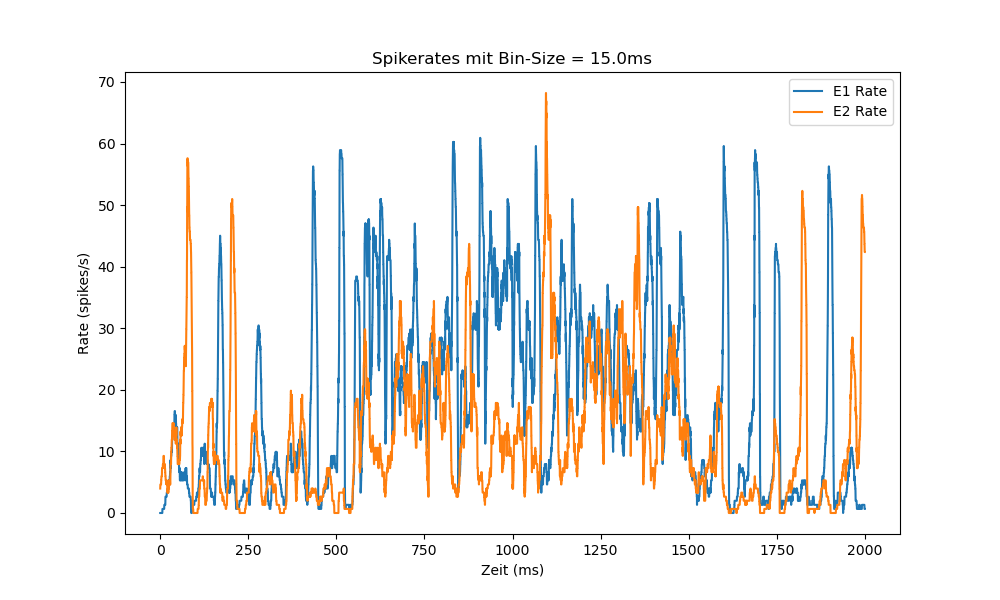 Spikerates mit Bin-Size = 15.0ms
E1 Rate
E2 Rate
70
60
50
40
30
20
10
0
Rate (spikes/s)
0 250 500 750 1000 1250 1500 1750 2000
Zeit (ms)